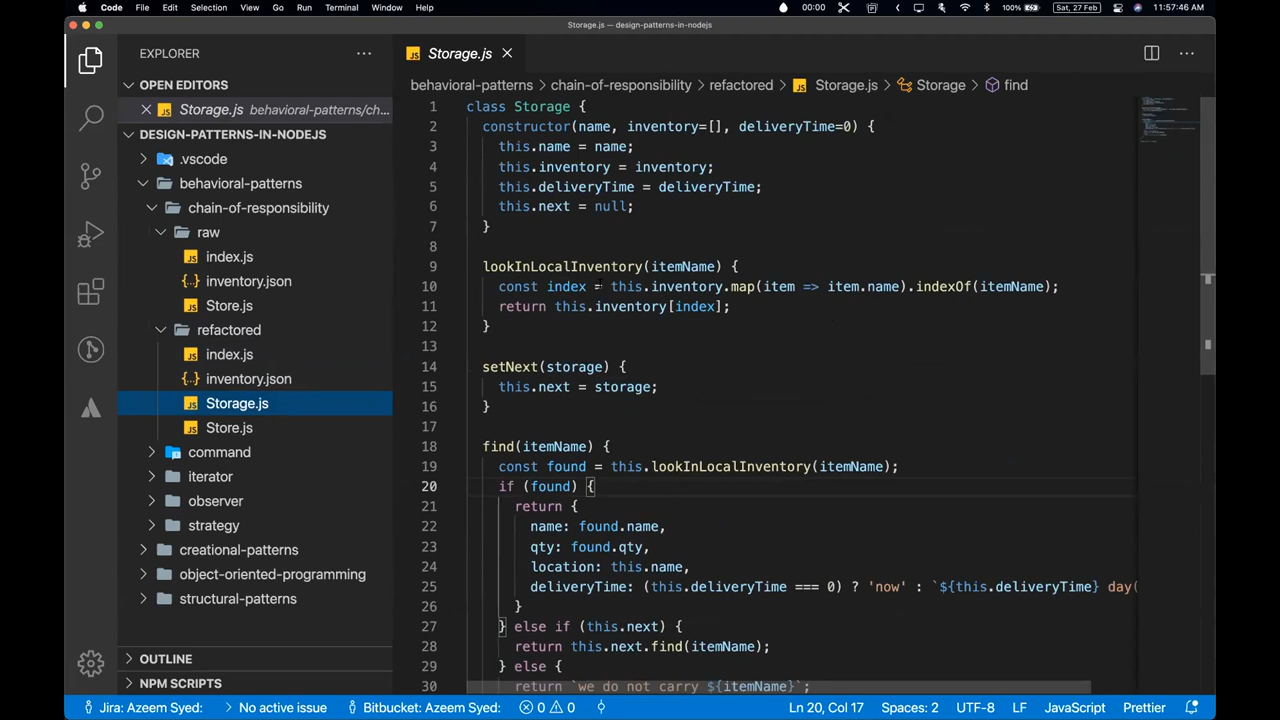 Code File Edit Selection View Go Run Terminal Window Help 00:00 100% Sat, 27 Feb 11:57:46 AM
Storage.js — design-patterns-in-nodejs
EXPLORER
OPEN EDITORS
Storage.js behavioral-patterns/ch...
DESIGN-PATTERNS-IN-NODEJS
.vscode
behavioral-patterns
chain-of-responsibility
raw
index.js
inventory.json
Store.js
refactored
index.js
inventory.json
Storage.js
Store.js
command
iterator
observer
strategy
creational-patterns
object-oriented-programming
structural-patterns
OUTLINE
NPM SCRIPTS
Storage.js
behavioral-patterns > chain-of-responsibility > refactored > Storage.js > Storage > find
1 class Storage {
2 constructor(name, inventory=[], deliveryTime=0) {
3 this.name = name;
4 this.inventory = inventory;
5 this.deliveryTime = deliveryTime;
6 this.next = null;
7 }
8
9 lookInLocalInventory(itemName) {
10 const index = this.inventory.map(item => item.name).indexOf(itemName);
11 return this.inventory[index];
12 }
13
14 setNext(storage) {
15 this.next = storage;
16 }
17
18 find(itemName) {
19 const found = this.lookInLocalInventory(itemName);
20 if (found) {
21 return {
22 name: found.name,
23 qty: found.qty,
24 location: this.name,
25 deliveryTime: (this.deliveryTime === 0) ? 'now' : `${this.deliveryTime} day(
26 }
27 } else if (this.next) {
28 return this.next.find(itemName);
29 } else {
30 return `we do not carry ${itemName}`;
Jira: Azeem Syed: No active issue Bitbucket: Azeem Syed: 0 0 Ln 20, Col 17 Spaces: 2 UTF-8 LF JavaScript Prettier